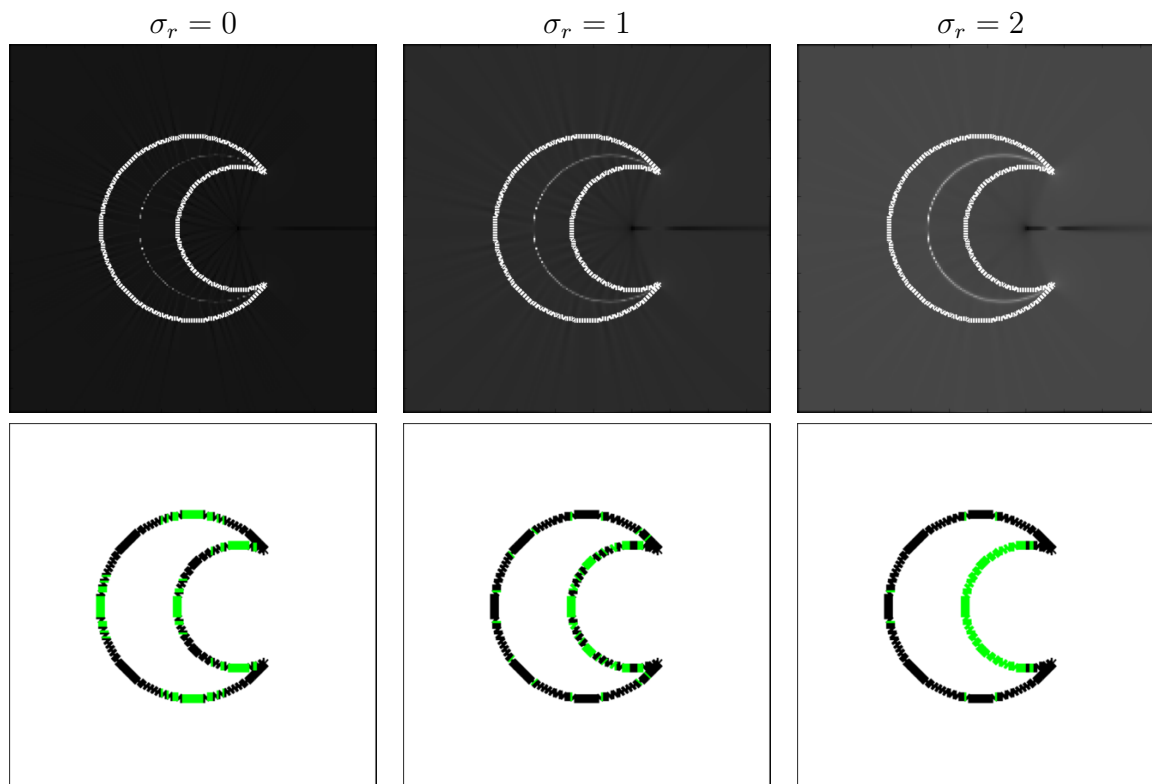 σ_r = 0
σ_r = 1
σ_r = 2